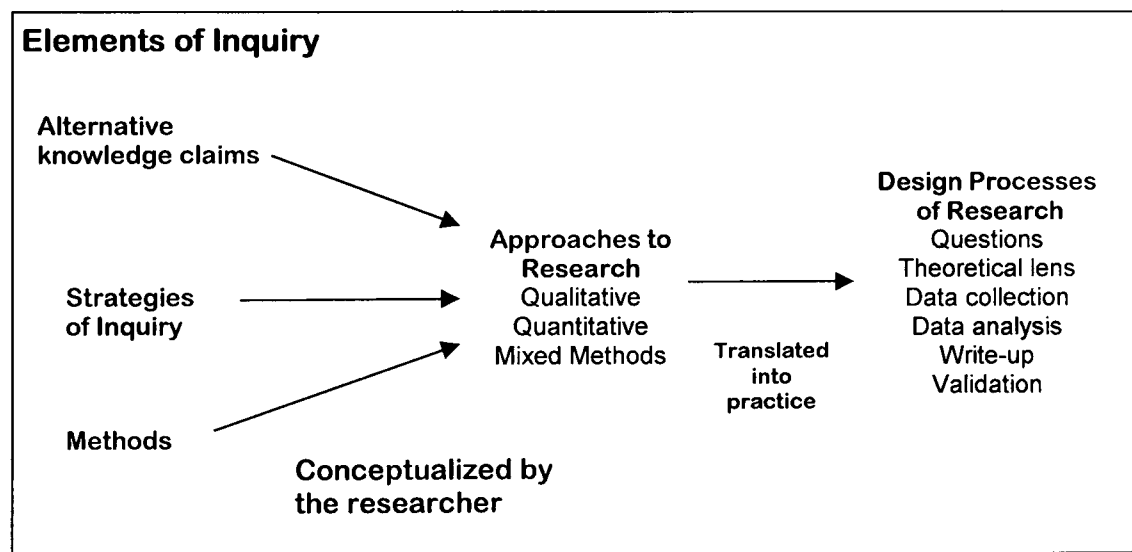 Elements of Inquiry
Alternative
knowledge claims
Strategies
of Inquiry
Methods
Conceptualized by
the researcher
Approaches to
Research
Qualitative
Quantitative
Mixed Methods
Translated
into
practice
Design Processes
of Research
Questions
Theoretical lens
Data collection
Data analysis
Write-up
Validation